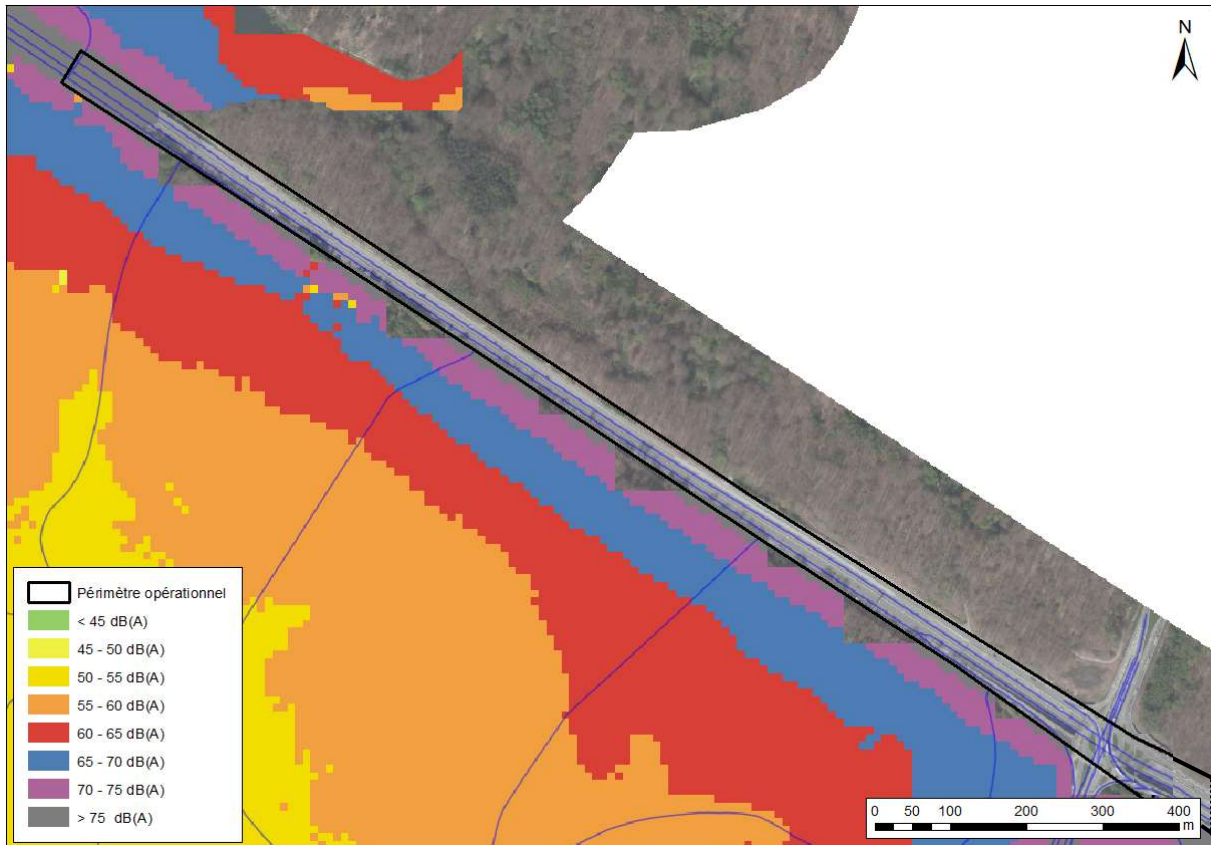 N
Périmètre opérationnel
< 45 dB(A)
45 - 50 dB(A)
50 - 55 dB(A)
55 - 60 dB(A)
60 - 65 dB(A)
65 - 70 dB(A)
70 - 75 dB(A)
> 75 dB(A)
0 50 100 200 300 400
m